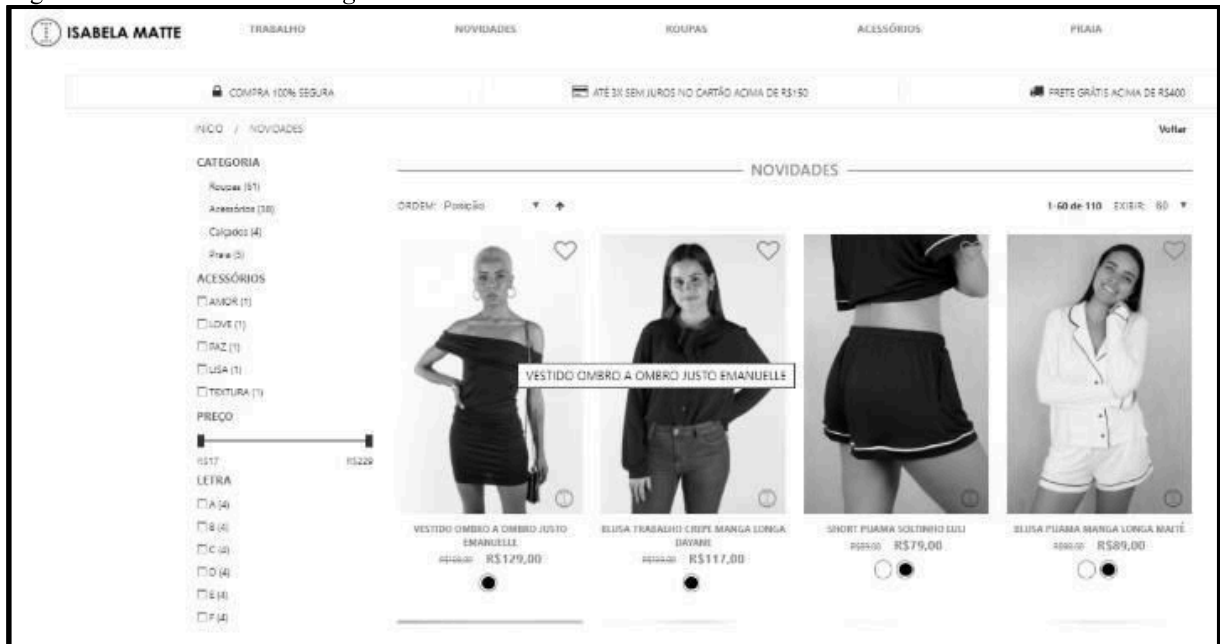 ISABELA MATTE
TRABALHO NOVIDADES ROUPAS ACESSÓRIOS PRAIA
COMPRA 100% SEGURA ATÉ 3X SEM JUROS NO CARTÃO ACIMA DE R$150 FRETE GRÁTIS ACIMA DE R$400
INICIO / NOVIDADES Voltar
CATEGORIA
Roupas (61)
Acessórios (38)
Calçados (4)
Praia (5)
NOVIDADES
ORDEM: Posição 1-60 de 110 EXIBIR: 60
ACESSÓRIOS
AMOR (1)
LOVE (1)
PAZ (1)
LISA (1)
TEXTURA (1)
PREÇO
R$17 R$229
LETRA
A (4)
B (4)
C (4)
D (4)
E (4)
F (4)
VESTIDO OMBRO A OMBRO JUSTO EMANUELLE
VESTIDO OMBRO A OMBRO JUSTO
EMANUELLE
R$129,00
BLUSA TRABALHO CREPE MANGA LONGA
DAYANE
R$117,00
SHORT PIJAMA SOLTINHO LULI
R$79,00
BLUSA PIJAMA MANGA LONGA MAITÊ
R$89,00